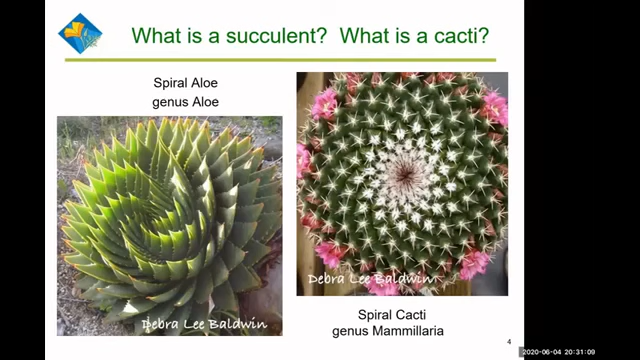 What is a succulent?  What is a cacti?
Spiral Aloe
genus Aloe
Debra Lee Baldwin
Debra Lee Baldwin
Spiral Cacti
genus Mammillaria
4
2020-06-04 20:31:09